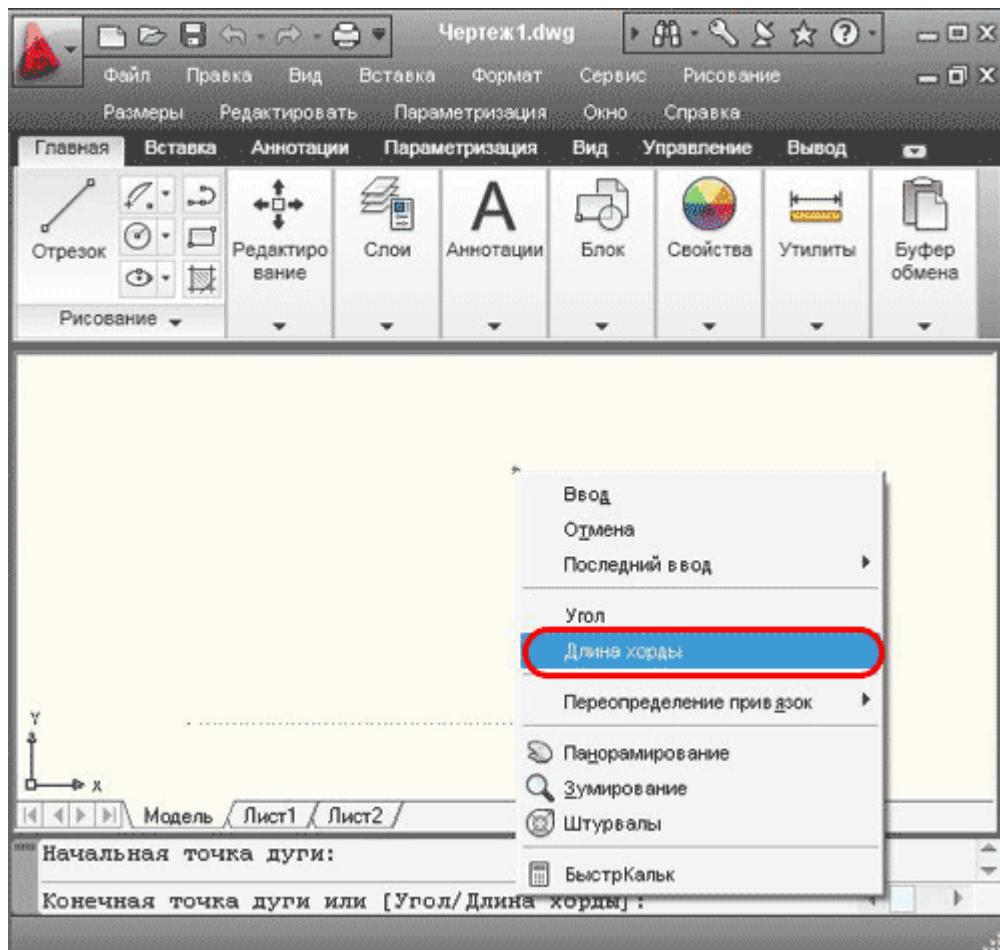 Чертеж1.dwg
Файл Правка Вид Вставка Формат Сервис Рисование
Размеры Редактировать Параметризация Окно Справка
Главная Вставка Аннотации Параметризация Вид Управление Вывод
Отрезок
Редактиро
вание
Слои
Аннотации
Блок
Свойства
Утилиты
Буфер
обмена
Рисование
Ввод
Отмена
Последний ввод
Угол
Длина хорды
Переопределение привязок
Панорамирование
Зумирование
Штурвалы
БыстрКальк
Y
X
Модель Лист1 Лист2
Начальная точка дуги:
Конечная точка дуги или [Угол/Длина хорды]: